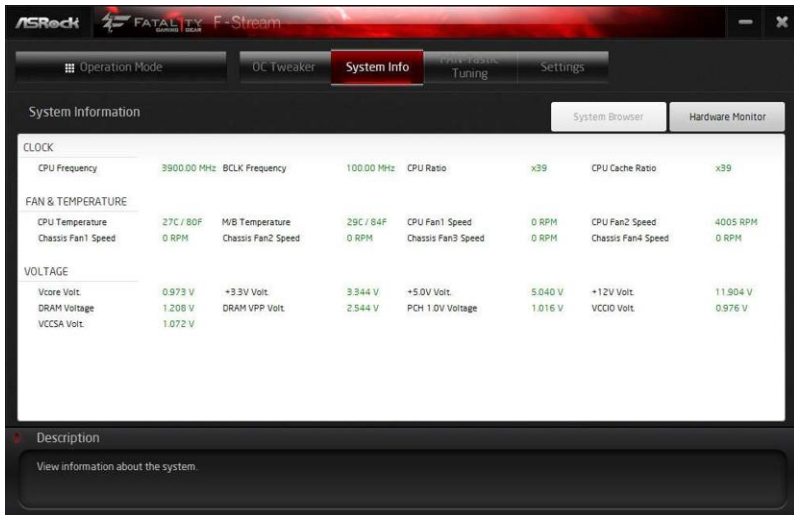 ASRock FATAL1TY GAMING GEAR F-Stream
Operation Mode OC Tweaker System Info FAN-Tastic Tuning Settings
System Information System Browser Hardware Monitor
CLOCK
CPU Frequency 3900.00 MHz BCLK Frequency 100.00 MHz CPU Ratio x39 CPU Cache Ratio x39
FAN & TEMPERATURE
CPU Temperature 27C / 80F M/B Temperature 29C / 84F CPU Fan1 Speed 0 RPM CPU Fan2 Speed 4005 RPM
Chassis Fan1 Speed 0 RPM Chassis Fan2 Speed 0 RPM Chassis Fan3 Speed 0 RPM Chassis Fan4 Speed 0 RPM
VOLTAGE
Vcore Volt. 0.973 V +3.3V Volt. 3.344 V +5.0V Volt. 5.040 V +12V Volt. 11.904 V
DRAM Voltage 1.208 V DRAM VPP Volt. 2.544 V PCH 1.0V Voltage 1.016 V VCCIO Volt. 0.976 V
VCCSA Volt. 1.072 V
Description
View information about the system.